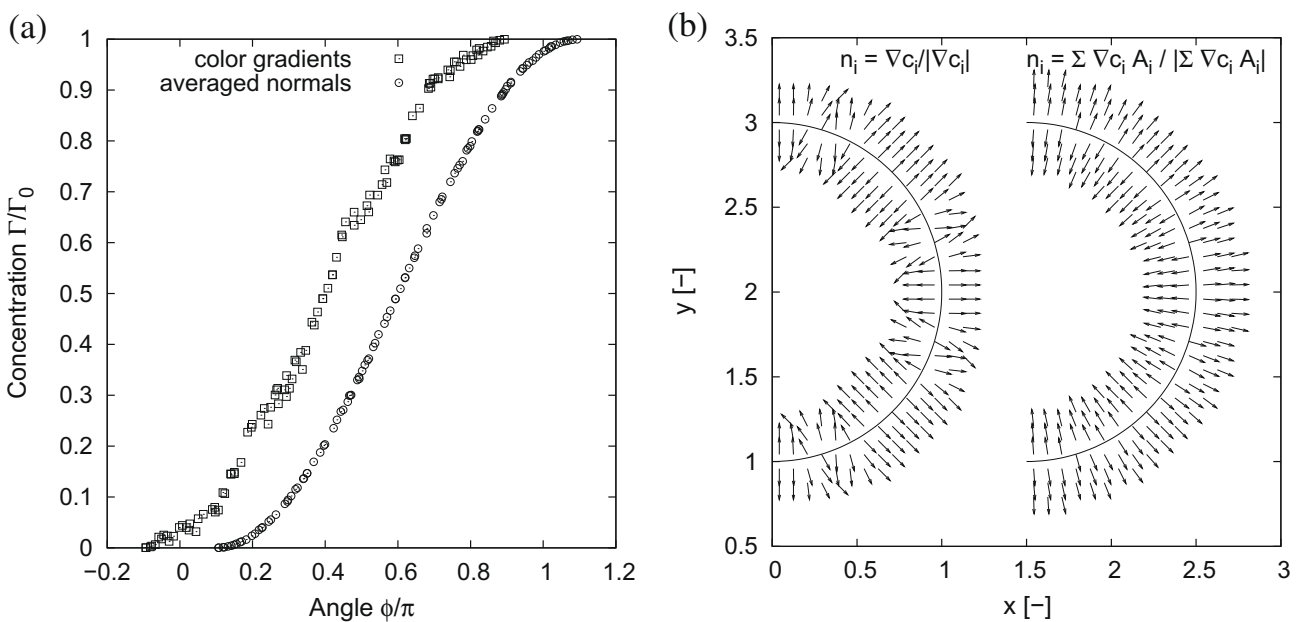 (a)
color gradients
averaged normals
Concentration Γ/Γ₀
1
0.9
0.8
0.7
0.6
0.5
0.4
0.3
0.2
0.1
0
−0.2 0 0.2 0.4 0.6 0.8 1 1.2
Angle ϕ/π
(b)
nᵢ = ∇cᵢ/|∇cᵢ|
nᵢ = Σ ∇cᵢ Aᵢ / |Σ ∇cᵢ Aᵢ|
y [−]
3.5
3
2.5
2
1.5
1
0.5
0 0.5 1 1.5 2 2.5 3
x [−]